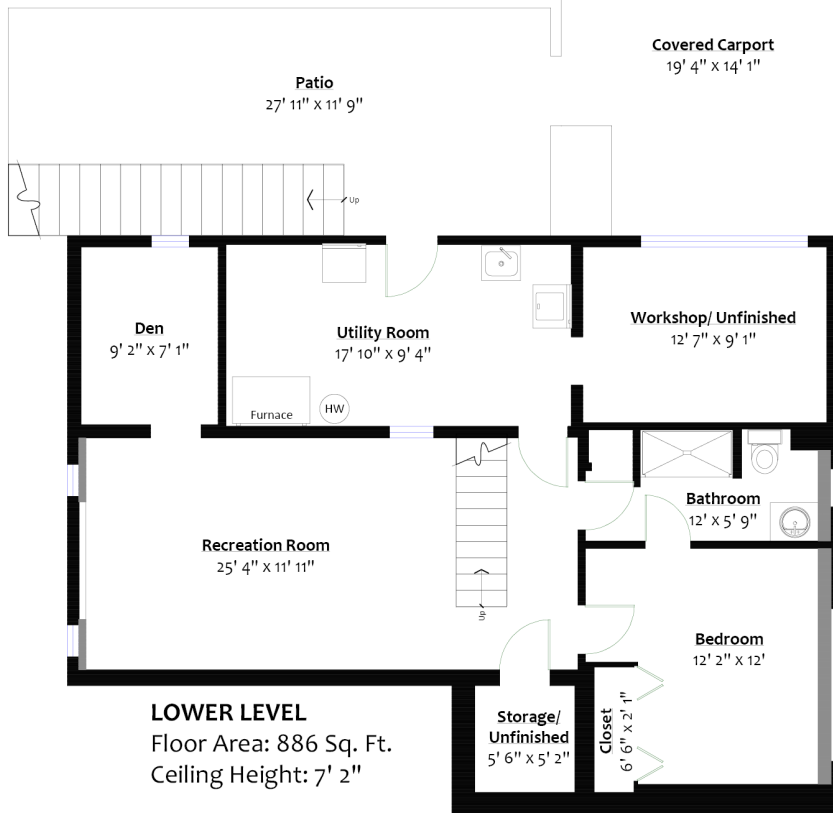 Covered Carport
19' 4" x 14' 1"
Patio
27' 11" x 11' 9"
Up
Den
9' 2" x 7' 1"
Utility Room
17' 10" x 9' 4"
Workshop/ Unfinished
12' 7" x 9' 1"
Furnace
HW
Bathroom
12' x 5' 9"
Recreation Room
25' 4" x 11' 11"
Up
Bedroom
12' 2" x 12'
Closet
6' 6" x 2' 1"
Storage/
Unfinished
5' 6" x 5' 2"
LOWER LEVEL
Floor Area: 886 Sq. Ft.
Ceiling Height: 7' 2"